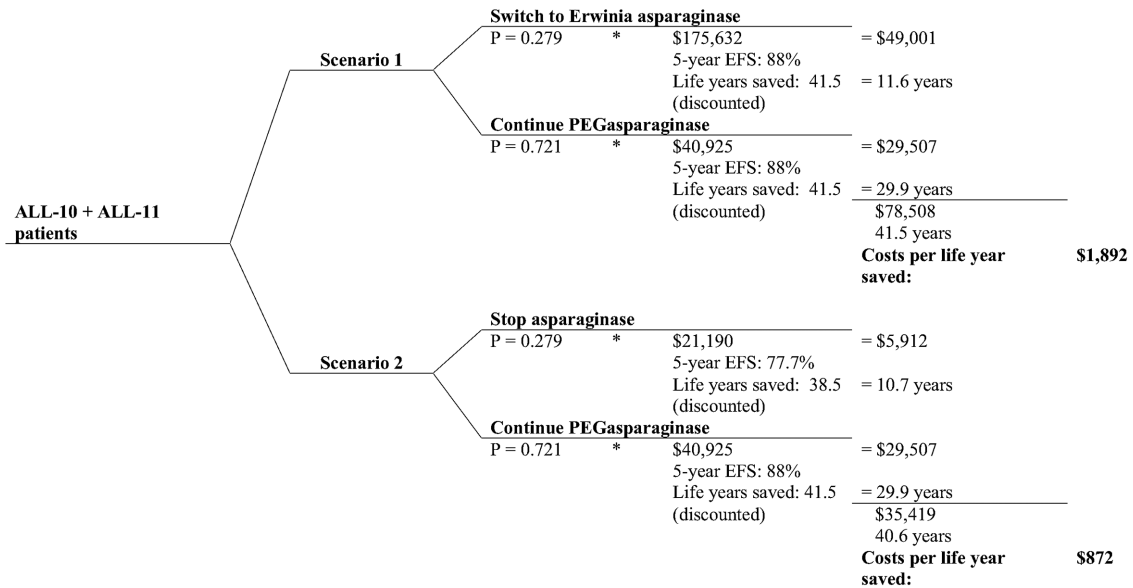 Switch to Erwinia asparaginase
P = 0.279 * $175,632 = $49,001
5-year EFS: 88%
Scenario 1
Life years saved: 41.5 = 11.6 years
(discounted)
Continue PEGasparaginase
P = 0.721 * $40,925 = $29,507
5-year EFS: 88%
Life years saved: 41.5 = 29.9 years
(discounted) $78,508
41.5 years
Costs per life year $1,892
saved:
ALL-10 + ALL-11
patients
Stop asparaginase
P = 0.279 * $21,190 = $5,912
5-year EFS: 77.7%
Scenario 2
Life years saved: 38.5 = 10.7 years
(discounted)
Continue PEGasparaginase
P = 0.721 * $40,925 = $29,507
5-year EFS: 88%
Life years saved: 41.5 = 29.9 years
(discounted) $35,419
40.6 years
Costs per life year $872
saved: